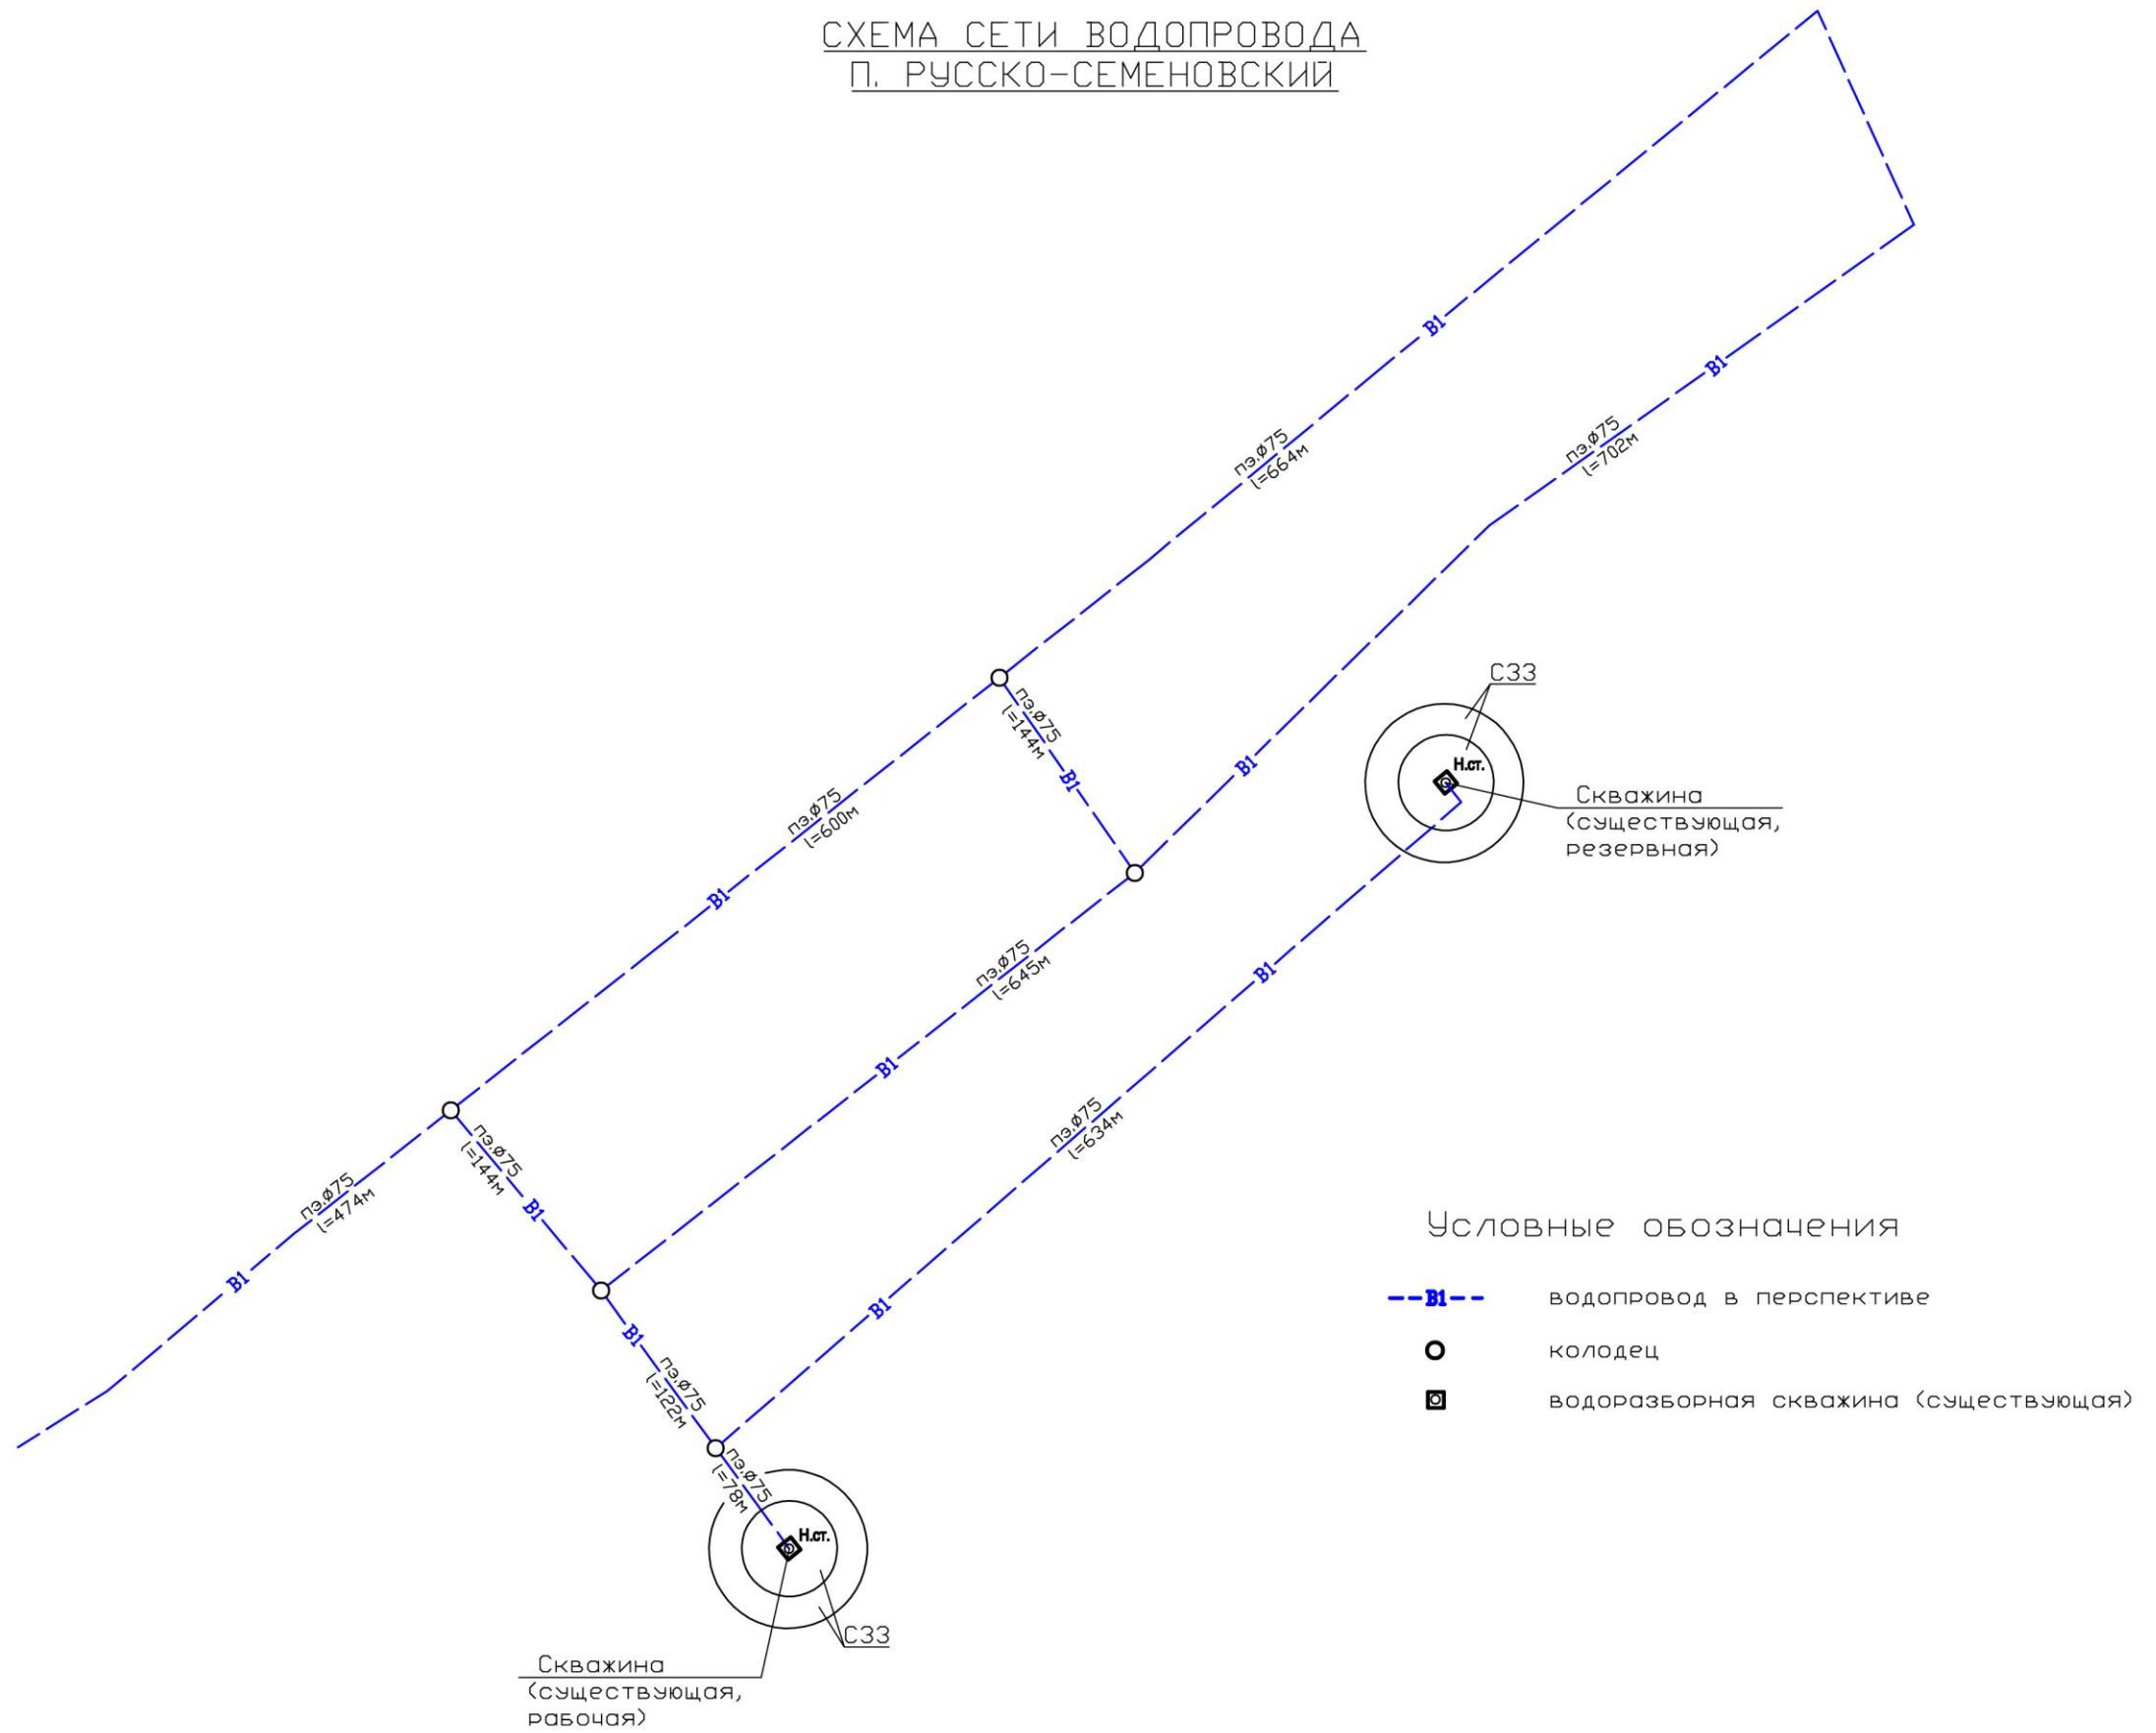 СХЕМА СЕТИ ВОДОПРОВОДА
П. РУССКО-СЕМЕНОВСКИЙ
В1
В1
пэ.ø75
l=664м
пэ.ø75
l=702м
С33
пэ.ø75
l=144м
В1
В1
Н.ст.
Скважина
(существующая,
резервная)
пэ.ø75
l=600м
В1
пэ.ø75
l=645м
В1
В1
пэ.ø75
l=634м
пэ.ø75
l=144м
В1
пэ.ø75
l=474м
В1
В1
В1
пэ.ø75
l=122м
пэ.ø75
l=78м
Н.ст.
С33
Скважина
(существующая,
рабочая)
Условные обозначения
В1 водопровод в перспективе
колодец
водоразборная скважина (существующая)